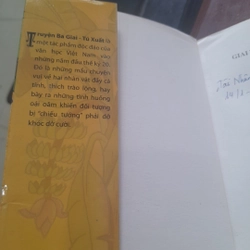 Truyện Ba Giai - Tú Xuất là
một tác phẩm độc đáo của
văn học Việt Nam vào
những năm đầu thế kỷ 20.
Đó là những mẩu chuyện
vui về hai nhân vật đầy cá
tính, thích trào lộng, hay
bày ra những tình huống
oái oăm khiến đối tượng
bị "chiếu tướng" phải dở
khóc dở cười.
GIAI